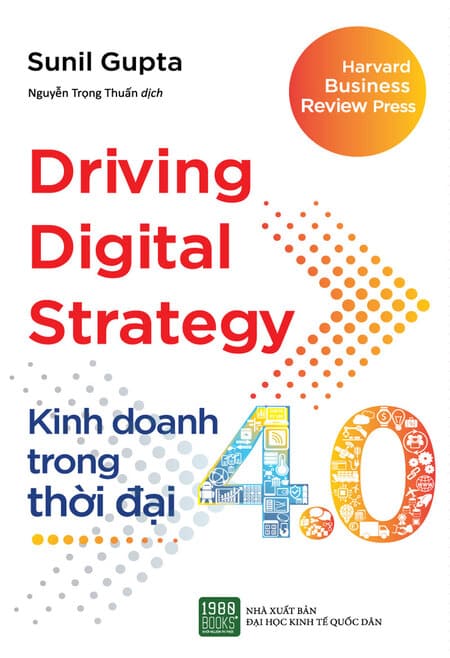 Sunil Gupta
Nguyễn Trọng Thuấn dịch
Harvard
Business
Review Press
Driving
Digital
Strategy
Kinh doanh
trong
thời đại
4.0
1980
BOOKS
NHÀ XUẤT BẢN
ĐẠI HỌC KINH TẾ QUỐC DÂN